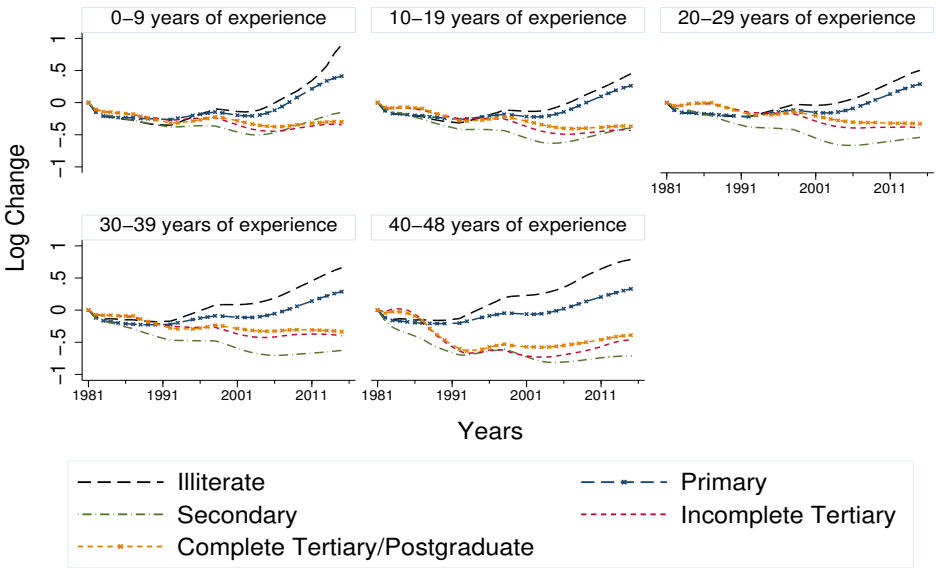 0−9 years of experience
10−19 years of experience
20−29 years of experience
1
.5
0
−.5
−1
1981 1991 2001 2011
Log Change
30−39 years of experience
40−48 years of experience
1
.5
0
−.5
−1
1981 1991 2001 2011
1981 1991 2001 2011
Years
Illiterate
Primary
Secondary
Incomplete Tertiary
Complete Tertiary/Postgraduate